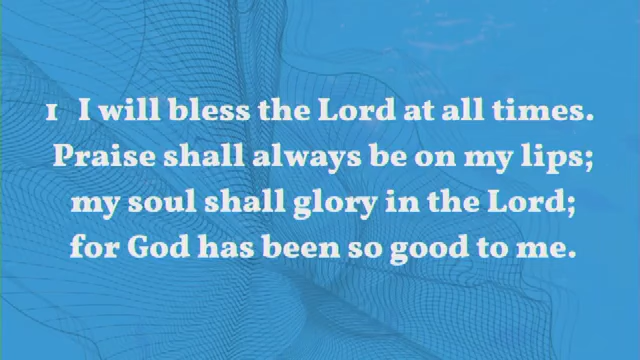 1 I will bless the Lord at all times.
Praise shall always be on my lips;
my soul shall glory in the Lord;
for God has been so good to me.